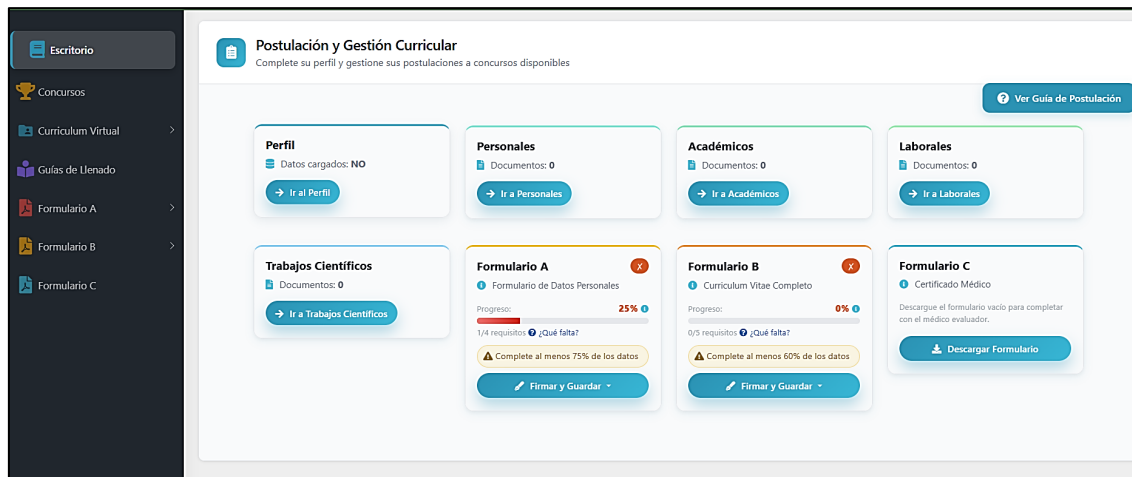 Escritorio
Concursos
Curriculum Virtual
Guías de Llenado
Formulario A
Formulario B
Formulario C
Postulación y Gestión Curricular
Complete su perfil y gestione sus postulaciones a concursos disponibles
Ver Guía de Postulación
Perfil
Datos cargados: NO
Ir al Perfil
Personales
Documentos: 0
Ir a Personales
Académicos
Documentos: 0
Ir a Académicos
Laborales
Documentos: 0
Ir a Laborales
Trabajos Científicos
Documentos: 0
Ir a Trabajos Científicos
Formulario A
Formulario de Datos Personales
Progreso: 25%
1/4 requisitos ¿Qué falta?
Complete al menos 75% de los datos
Firmar y Guardar
Formulario B
Curriculum Vitae Completo
Progreso: 0%
0/5 requisitos ¿Qué falta?
Complete al menos 60% de los datos
Firmar y Guardar
Formulario C
Certificado Médico
Descargue el formulario vacío para completar
con el médico evaluador.
Descargar Formulario